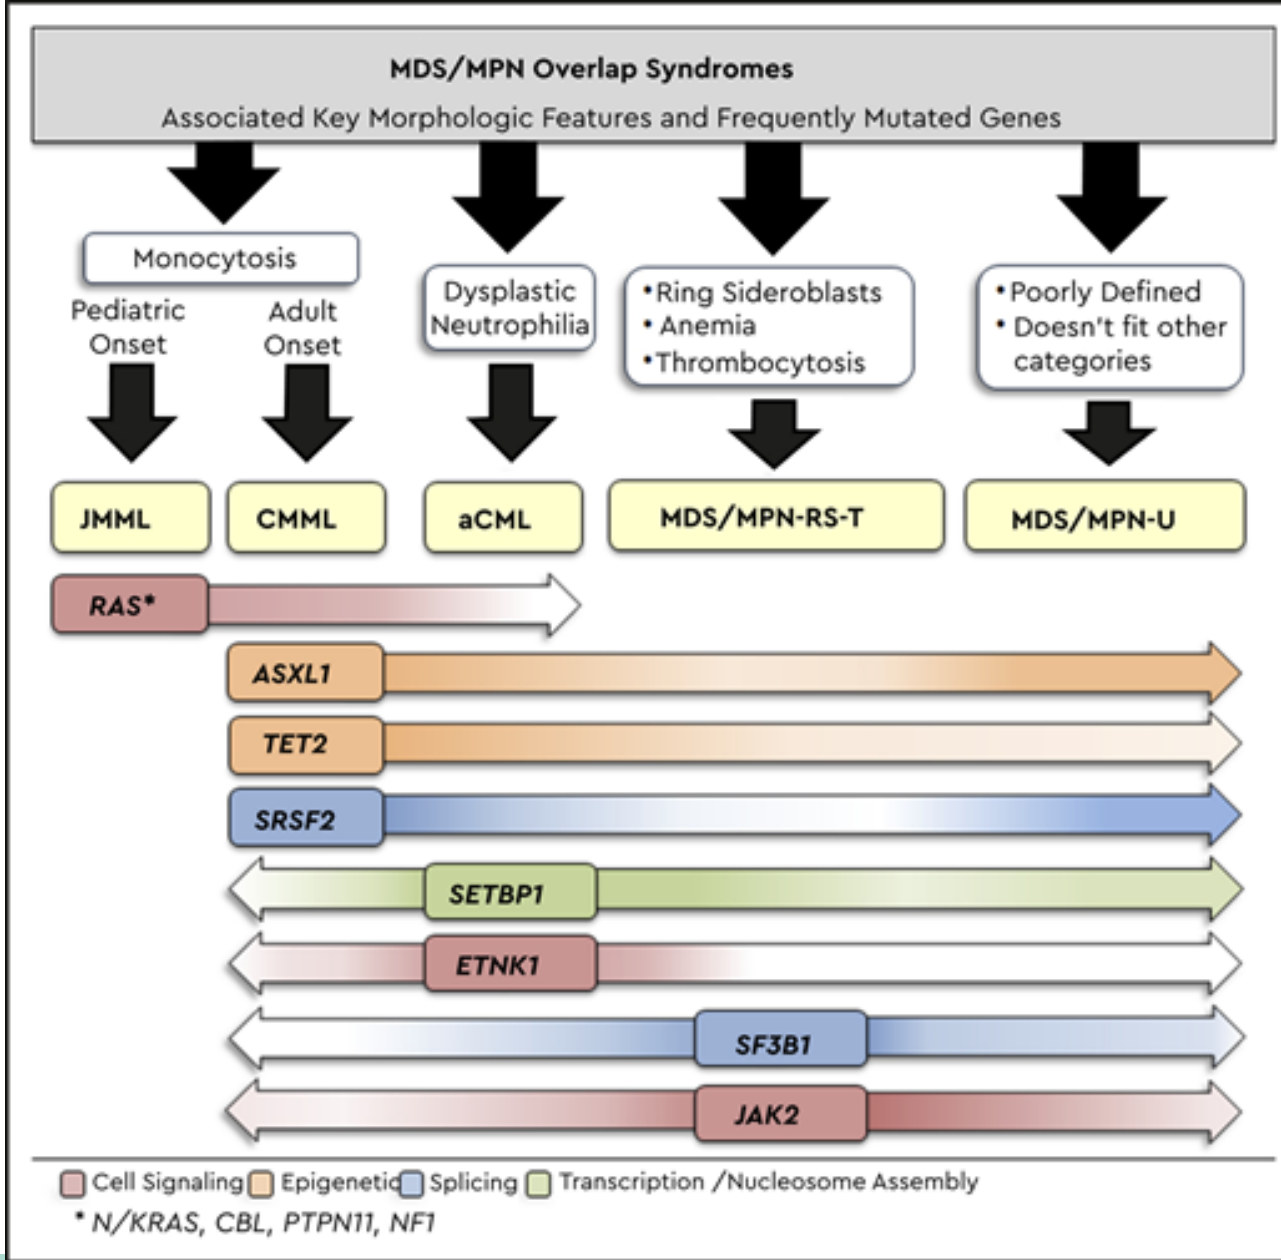 MDS/MPN Overlap Syndromes
Associated Key Morphologic Features and Frequently Mutated Genes
Monocytosis
Pediatric
Onset
Adult
Onset
Dysplastic
Neutrophilia
•Ring Sideroblasts
• Anemia
•Thrombocytosis
• Poorly Defined
• Doesn't fit other
categories
JMML
CMML
aCML
MDS/MPN-RS-T
MDS/MPN-U
RAS*
ASXL1
TET2
SRSF2
SETBP1
ETNK1
SF3B1
JAK2
Cell Signaling Epigenetic Splicing Transcription /Nucleosome Assembly
* N/KRAS, CBL, PTPN11, NF1